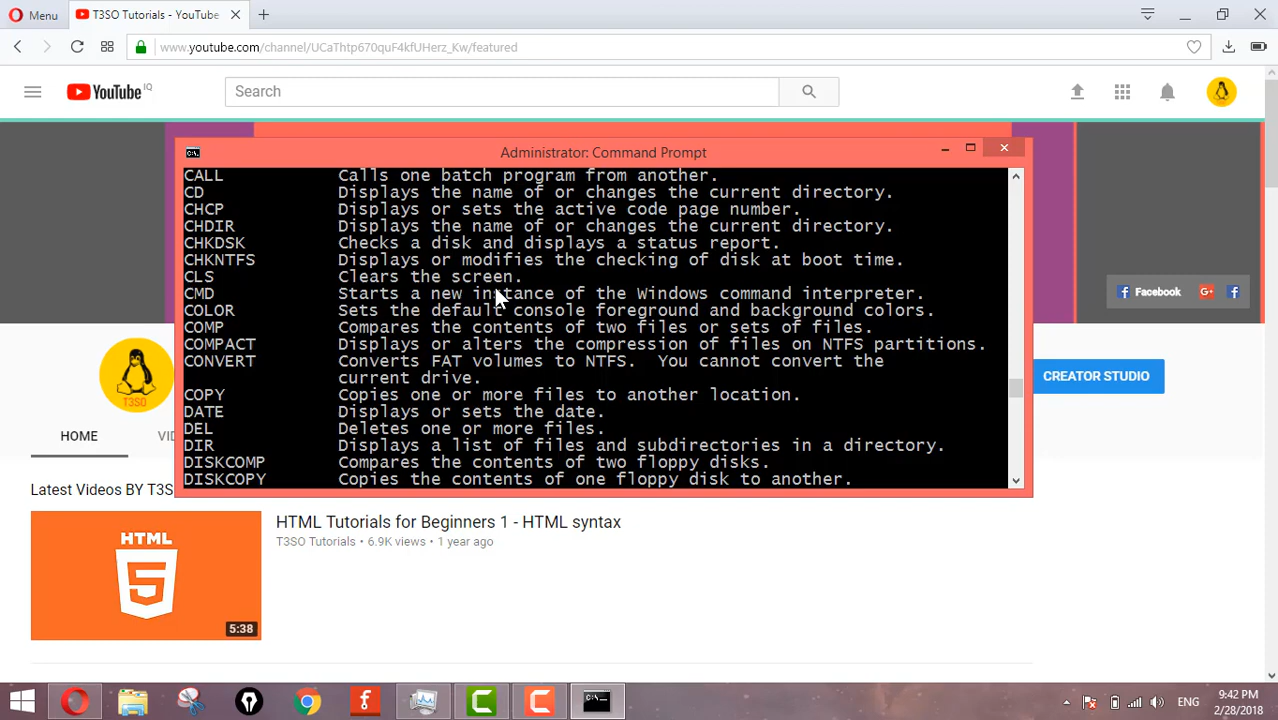 Menu
T3SO Tutorials - YouTube
www.youtube.com/channel/UCaThtp670quF4kfUHerz_Kw/featured
YouTube IQ
Search
Administrator: Command Prompt
CALL Calls one batch program from another.
CD Displays the name of or changes the current directory.
CHCP Displays or sets the active code page number.
CHDIR Displays the name of or changes the current directory.
CHKDSK Checks a disk and displays a status report.
CHKNTFS Displays or modifies the checking of disk at boot time.
CLS Clears the screen.
CMD Starts a new instance of the Windows command interpreter.
COLOR Sets the default console foreground and background colors.
COMP Compares the contents of two files or sets of files.
COMPACT Displays or alters the compression of files on NTFS partitions.
CONVERT Converts FAT volumes to NTFS. You cannot convert the
current drive.
COPY Copies one or more files to another location.
DATE Displays or sets the date.
DEL Deletes one or more files.
DIR Displays a list of files and subdirectories in a directory.
DISKCOMP Compares the contents of two floppy disks.
DISKCOPY Copies the contents of one floppy disk to another.
Facebook
T3SO
CREATOR STUDIO
HOME
VID
Latest Videos BY T3S
HTML
5
5:38
HTML Tutorials for Beginners 1 - HTML syntax
T3SO Tutorials • 6.9K views • 1 year ago
ENG
9:42 PM
2/28/2018